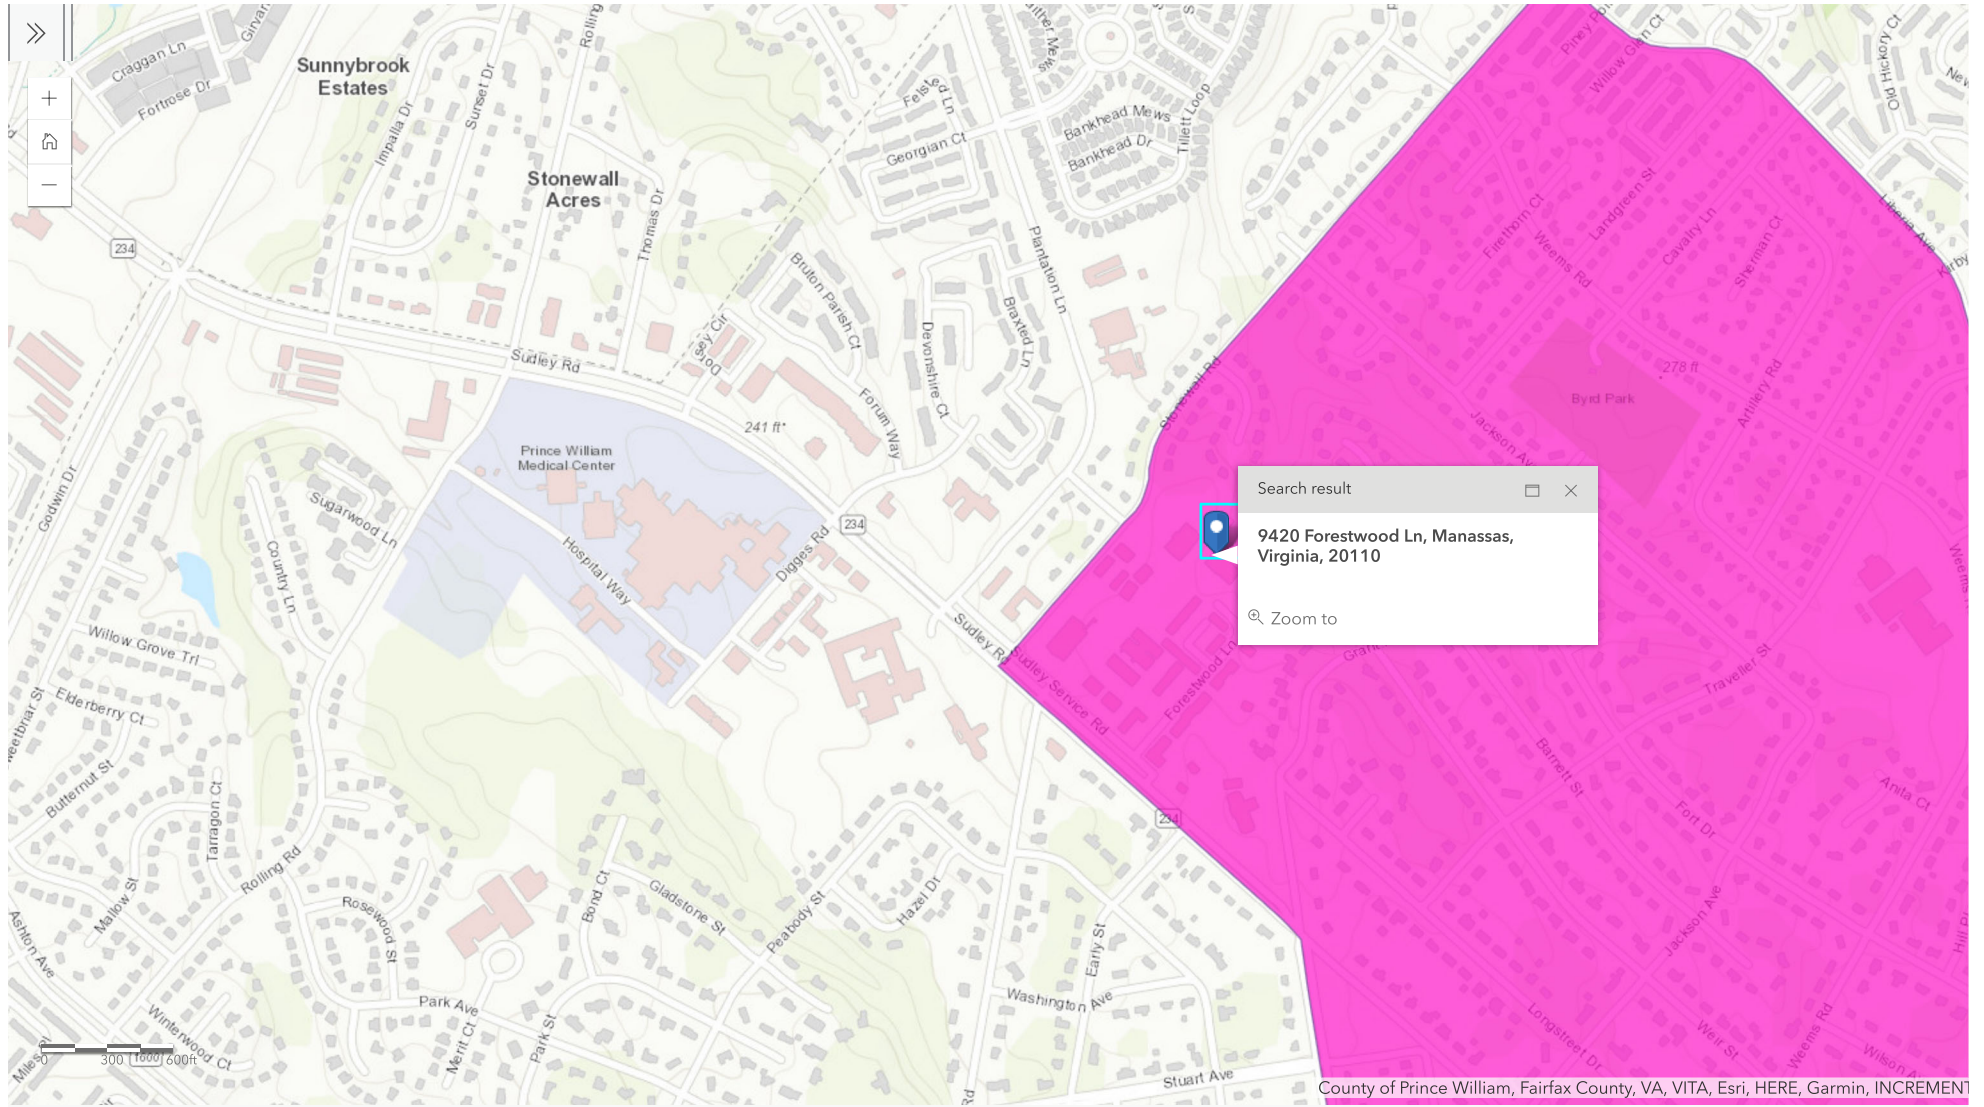 Craggan Ln
Fortrose Dr
Sunnybrook
Estates
Impalla Dr
Sunset Dr
Rolling
Stonewall
Acres
Thomas Dr
234
Georgian Ct
Bankhead Mews
Bankhead Dr
Tillett Loop
Plantation Ln
Bruton Parish Ct
Braxted Ln
Devonshire Ct
Forum Way
Sudley Rd
241 ft
Prince William
Medical Center
Hospital Way
Digges Rd
234
Sudley Rd
Godwin Dr
Sugarwood Ln
Country Ln
Willow Grove Trl
Elderberry Ct
Butternut St
Tarragon Ct
Mallow St
Rolling Rd
Ashton Ave
Rosewood St
Winterwood Ct
Park Ave
Merit Ct
Park St
Bond Ct
Gladstone St
Peabody St
Hazel Dr
Early St
Washington Ave
Stuart Ave
Rd
Willow Glen Ct
Old Hickory Ct
Liberia Ave
Kirby
Firethorn Ct
Weems Rd
Landgreen St
Cavalry Ln
Sherman Ct
Stonewall Rd
278 ft
Byrd Park
Artillery Rd
Jackson Ave
Search result
9420 Forestwood Ln, Manassas,
Virginia, 20110
Zoom to
Forestwood Ln
Sudley Service Rd
234
Traveller St
Barnett St
Fort Dr
Anita Ct
Jackson Ave
Longstreet Dr
Weir St
Weems Rd
Wilson Ave
0 300 600ft
County of Prince William, Fairfax County, VA, VITA, Esri, HERE, Garmin, INCREMENT